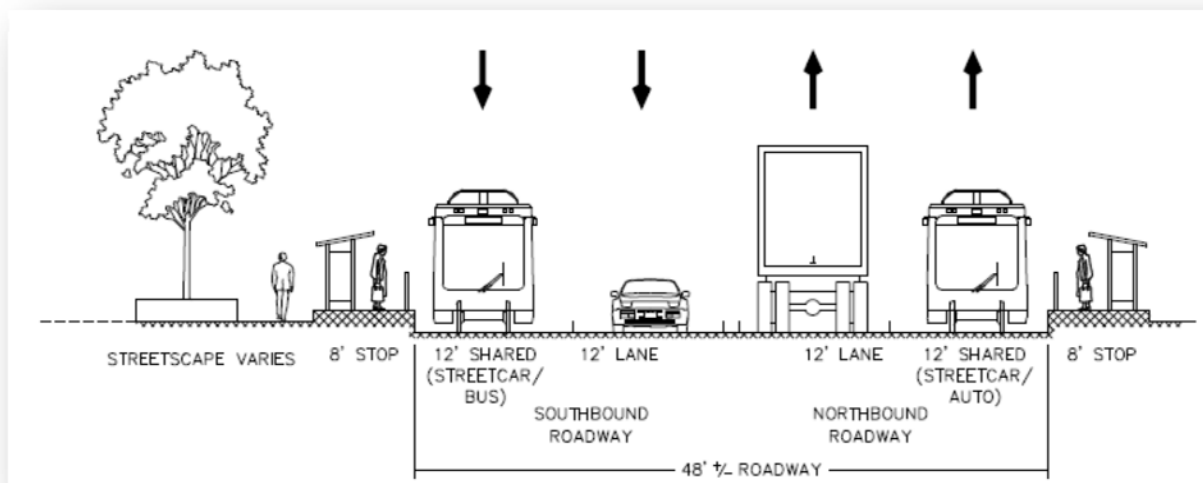 STREETSCAPE VARIES
8' STOP
12' SHARED
(STREETCAR/
BUS)
12' LANE
12' LANE
12' SHARED
(STREETCAR/
AUTO)
8' STOP
SOUTHBOUND
ROADWAY
NORTHBOUND
ROADWAY
48' +/- ROADWAY